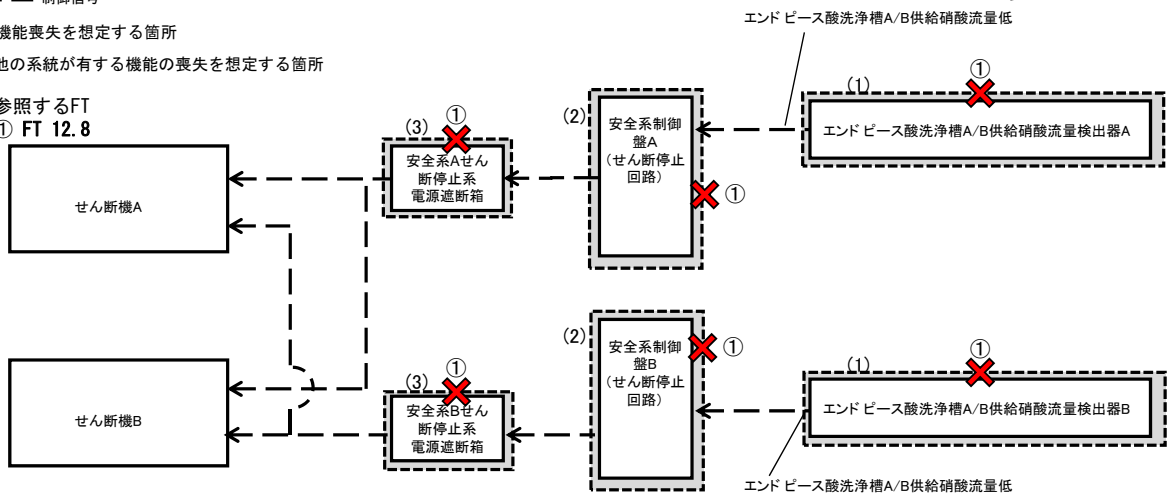 制御信号
機能喪失を想定する箇所
他の系統が有する機能の喪失を想定する箇所
参照するFT
① FT 12.8
エンドピース酸洗浄槽A/B供給硝酸流量低
(1)
①
エンドピース酸洗浄槽A/B供給硝酸流量検出器A
(2)
安全系制御
盤A
(せん断停止
回路)
①
(3)
①
安全系Aせん
断停止系
電源遮断箱
せん断機A
(1)
①
エンドピース酸洗浄槽A/B供給硝酸流量検出器B
(2)
安全系制御
盤B
(せん断停止
回路)
①
(3)
①
安全系Bせん
断停止系
電源遮断箱
せん断機B
エンドピース酸洗浄槽A/B供給硝酸流量低